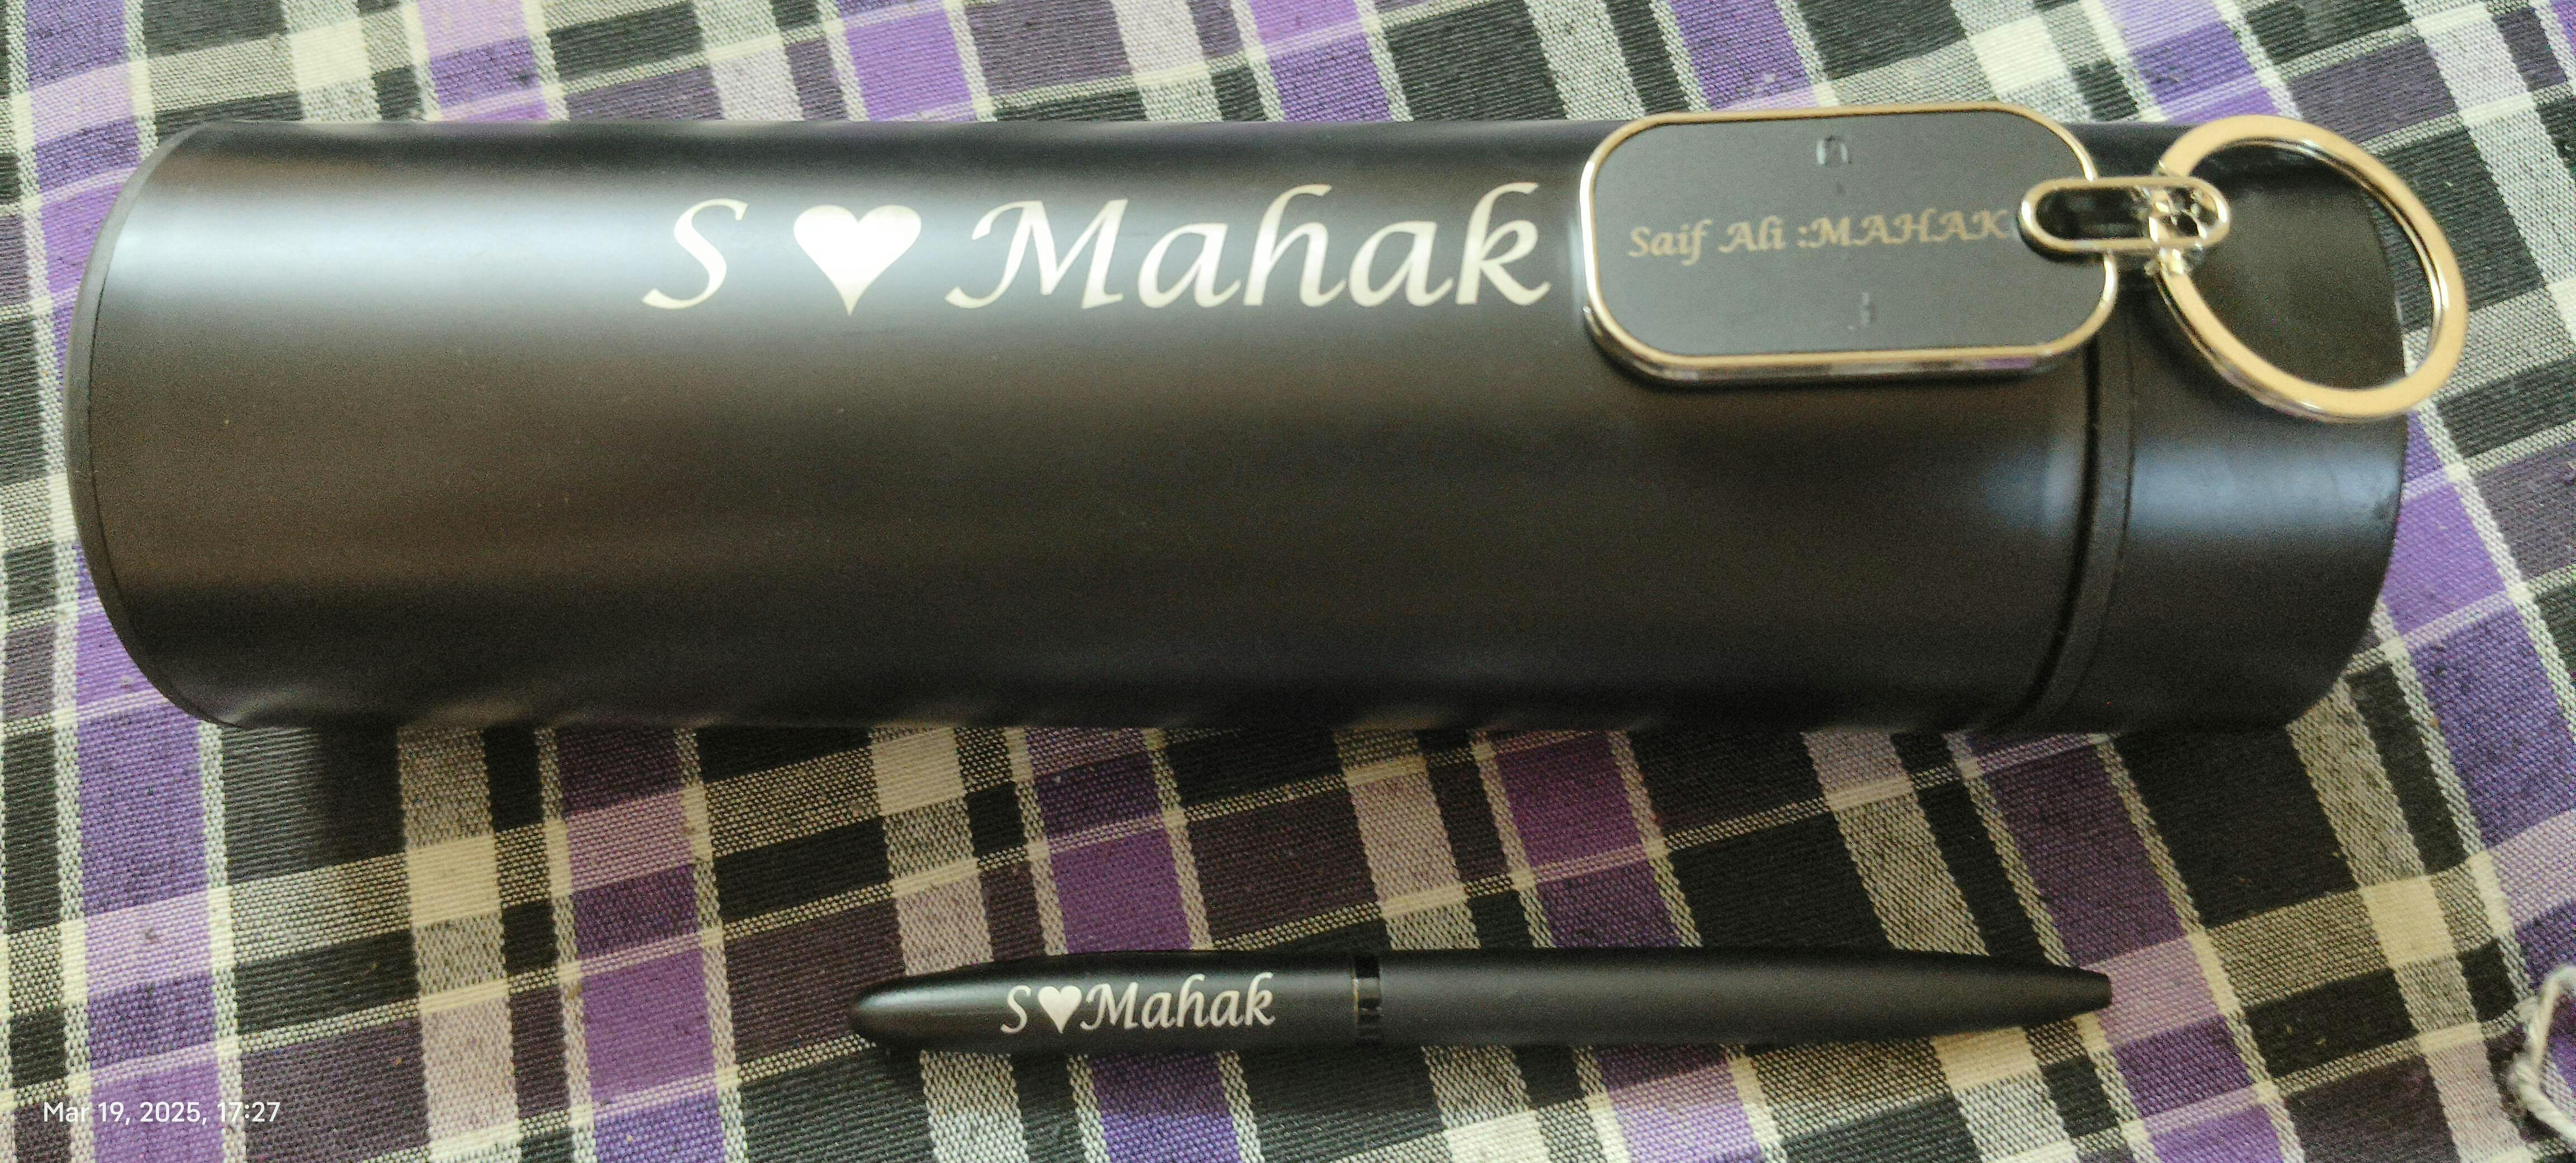 S ♥ Mahak
Saif Ali :MAHAK
S ♥ Mahak
Mar 19, 2025, 17:27